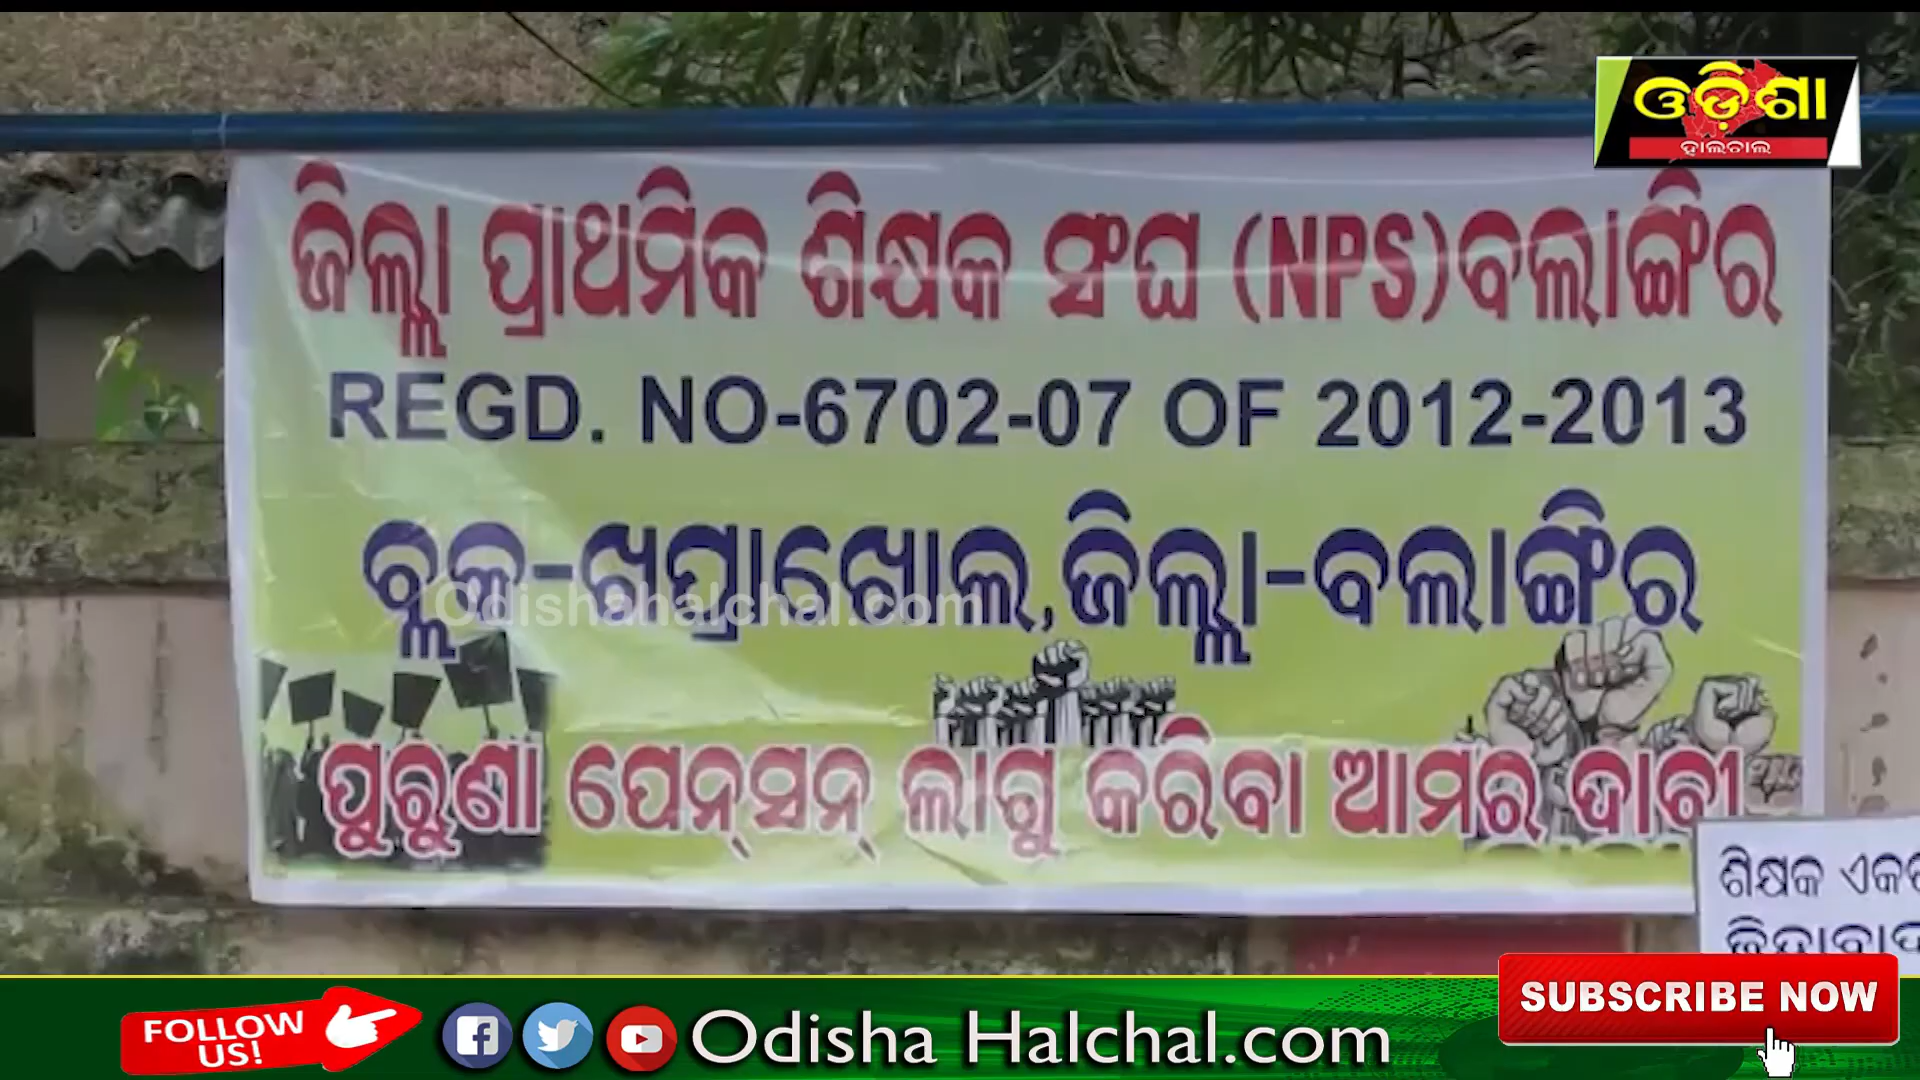 ଓଡ଼ିଶା
ହାଲଚାଲ
ଜିଲ୍ଲା ପ୍ରାଥମିକ ଶିକ୍ଷକ ସଂଘ (NPS) ବଲାଙ୍ଗିର
REGD. NO-6702-07 OF 2012-2013
ବ୍ଲକ-ଖପ୍ରାଖୋଲ, ଜିଲ୍ଲା-ବଲାଙ୍ଗିର
Odishahalchal.com
ପୁରୁଣା ପେନ୍‌ସନ୍ ଲାଗୁ କରିବା ଆମର ଦାବୀ
ଶିକ୍ଷକ
FOLLOW US!
Odisha Halchal.com
SUBSCRIBE NOW